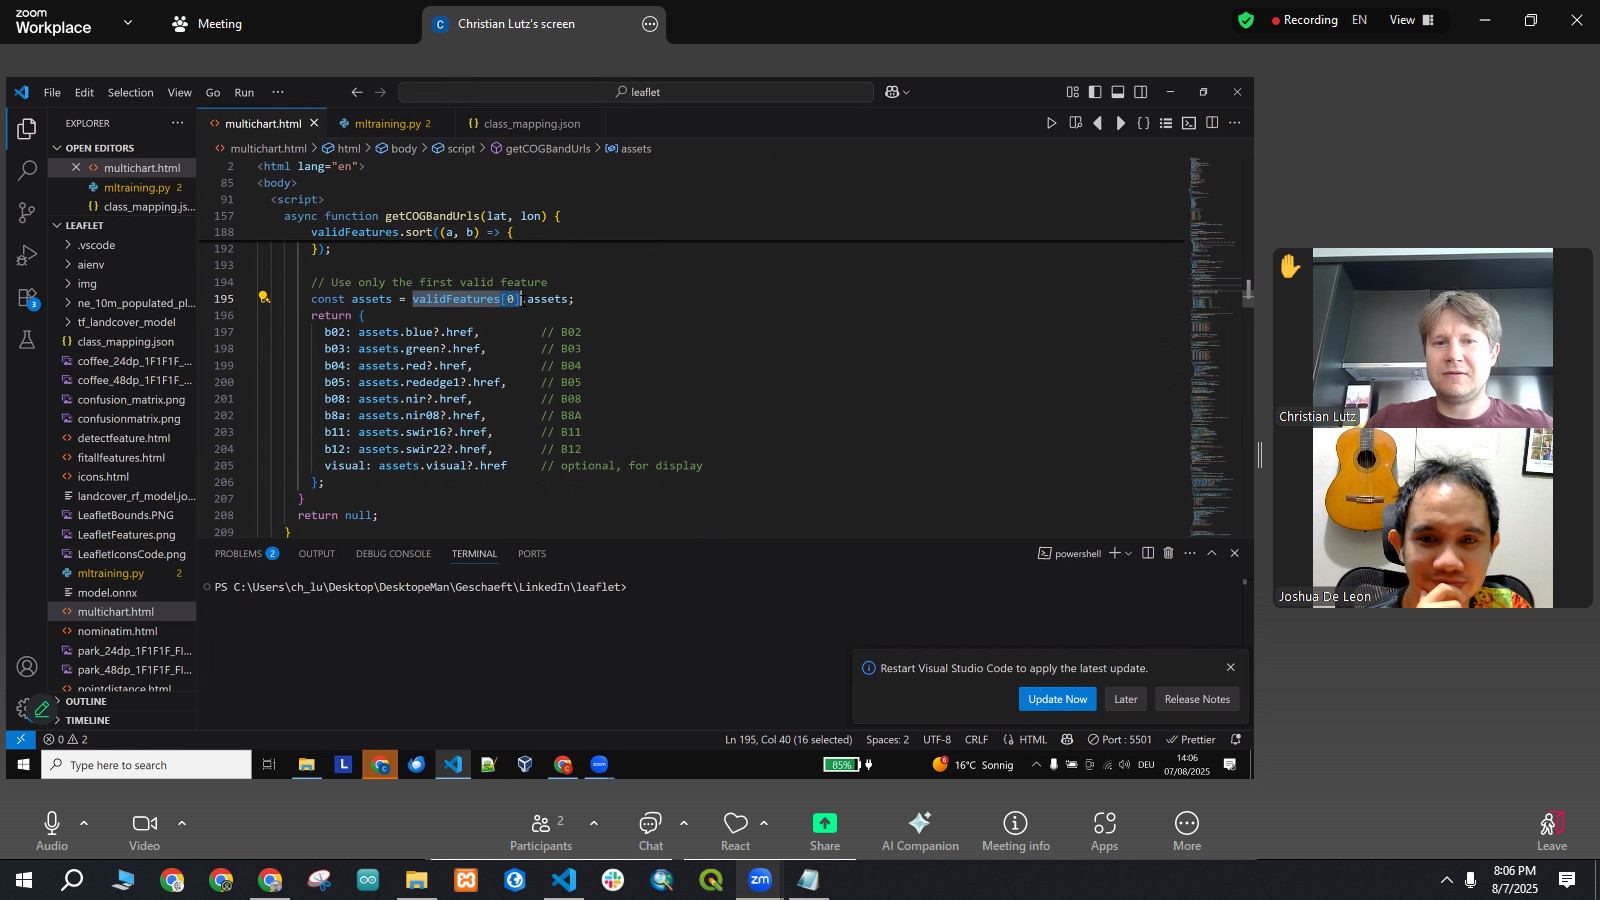 zoom
Workplace
Meeting
Christian Lutz's screen
Recording
EN
View
File Edit Selection View Go Run ···
leaflet
EXPLORER
OPEN EDITORS
multichart.html
mltraining.py 2
class_mapping.js...
LEAFLET
.vscode
aienv
img
ne_10m_populated_pl...
tf_landcover_model
class_mapping.json
coffee_24dp_1F1F1F_...
coffee_48dp_1F1F1F_...
confusion_matrix.png
confusionmatrix.png
detectfeature.html
fitallfeatures.html
icons.html
landcover_rf_model.jo...
LeafletBounds.PNG
LeafletFeatures.png
LeafletIconsCode.png
mltraining.py 2
model.onnx
multichart.html
nominatim.html
park_24dp_1F1F1F_FI...
park_48dp_1F1F1F_FI...
pointdistance.html
OUTLINE
TIMELINE
multichart.html
mltraining.py 2
class_mapping.json
multichart.html > html > body > script > getCOGBandUrls > assets
2 <html lang="en">
85 <body>
91 <script>
157 async function getCOGBandUrls(lat, lon) {
188 validFeatures.sort((a, b) => {
192 });
193
194 // Use only the first valid feature
195 const assets = validFeatures[0].assets;
196 return {
197 b02: assets.blue?.href, // B02
198 b03: assets.green?.href, // B03
199 b04: assets.red?.href, // B04
200 b05: assets.rededge1?.href, // B05
201 b08: assets.nir?.href, // B08
202 b8a: assets.nir08?.href, // B8A
203 b11: assets.swir16?.href, // B11
204 b12: assets.swir22?.href, // B12
205 visual: assets.visual?.href // optional, for display
206 };
207 }
208 return null;
209 }
PROBLEMS 2 OUTPUT DEBUG CONSOLE TERMINAL PORTS
powershell
PS C:\Users\ch_lu\Desktop\DesktopeMan\Geschaeft\LinkedIn\leaflet>
Restart Visual Studio Code to apply the latest update.
Update Now
Later
Release Notes
0 2
Ln 195, Col 40 (16 selected) Spaces: 2 UTF-8 CRLF HTML Port : 5501 Prettier
Type here to search
85%
6
16°C Sonnig
DEU
14:06
07/08/2025
Christian Lutz
Joshua De Leon
Audio
Video
2
Participants
Chat
React
Share
AI Companion
Meeting info
Apps
More
Leave
8:06 PM
8/7/2025